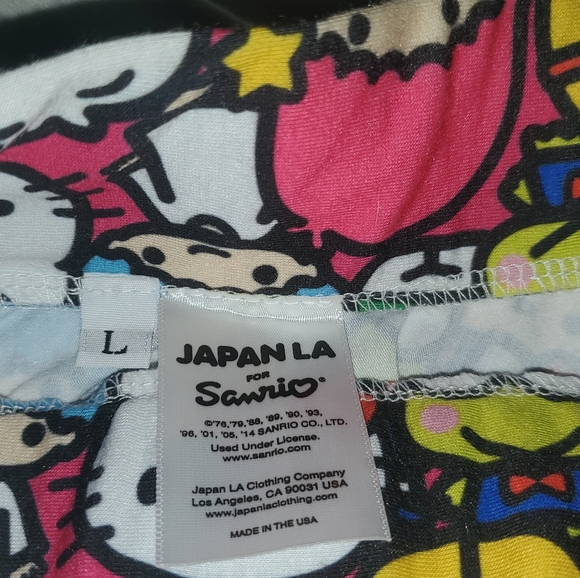 L
JAPAN LA
FOR
Sanrio®
©'76,'79,'88, '89, '90, '93,
'96, '01, '05, '14 SANRIO CO., LTD.
Used Under License.
www.sanrio.com
Japan LA Clothing Company
Los Angeles, CA 90031 USA
www.japanlaclothing.com
MADE IN THE USA